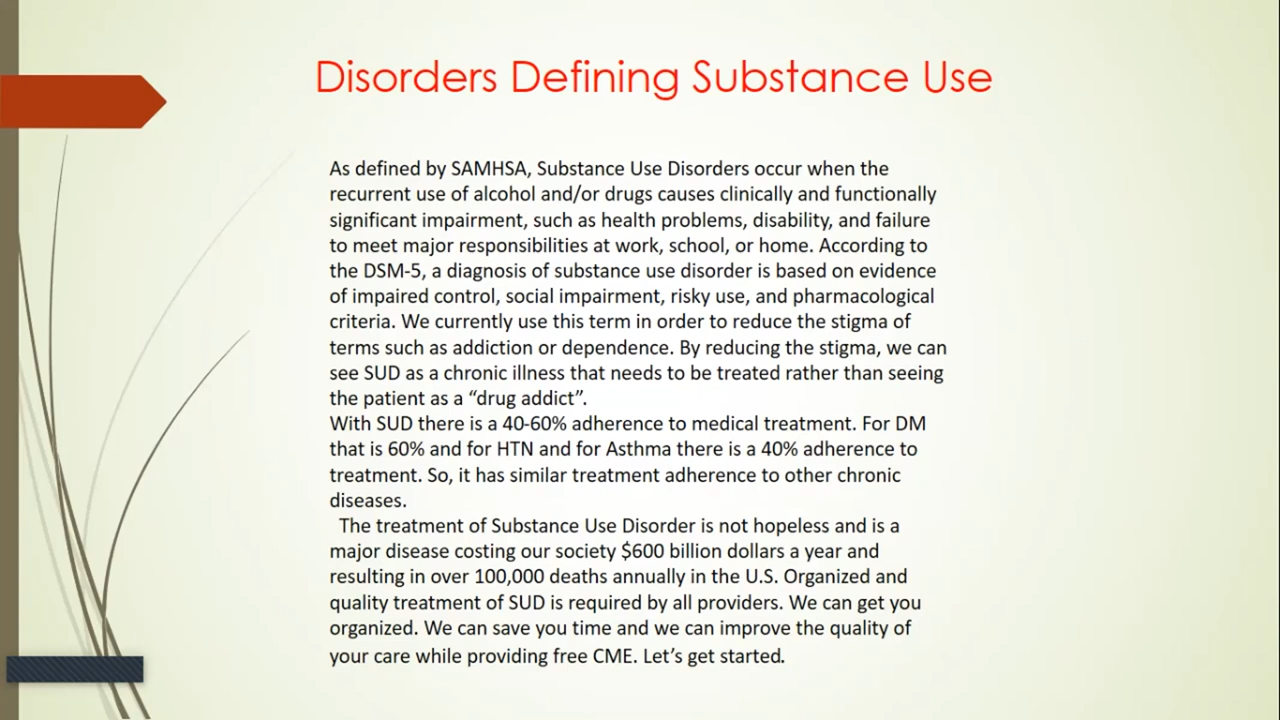 Disorders Defining Substance Use
As defined by SAMHSA, Substance Use Disorders occur when the
recurrent use of alcohol and/or drugs causes clinically and functionally
significant impairment, such as health problems, disability, and failure
to meet major responsibilities at work, school, or home. According to
the DSM-5, a diagnosis of substance use disorder is based on evidence
of impaired control, social impairment, risky use, and pharmacological
criteria. We currently use this term in order to reduce the stigma of
terms such as addiction or dependence. By reducing the stigma, we can
see SUD as a chronic illness that needs to be treated rather than seeing
the patient as a “drug addict”.
With SUD there is a 40-60% adherence to medical treatment. For DM
that is 60% and for HTN and for Asthma there is a 40% adherence to
treatment. So, it has similar treatment adherence to other chronic
diseases.
The treatment of Substance Use Disorder is not hopeless and is a
major disease costing our society $600 billion dollars a year and
resulting in over 100,000 deaths annually in the U.S. Organized and
quality treatment of SUD is required by all providers. We can get you
organized. We can save you time and we can improve the quality of
your care while providing free CME. Let’s get started.